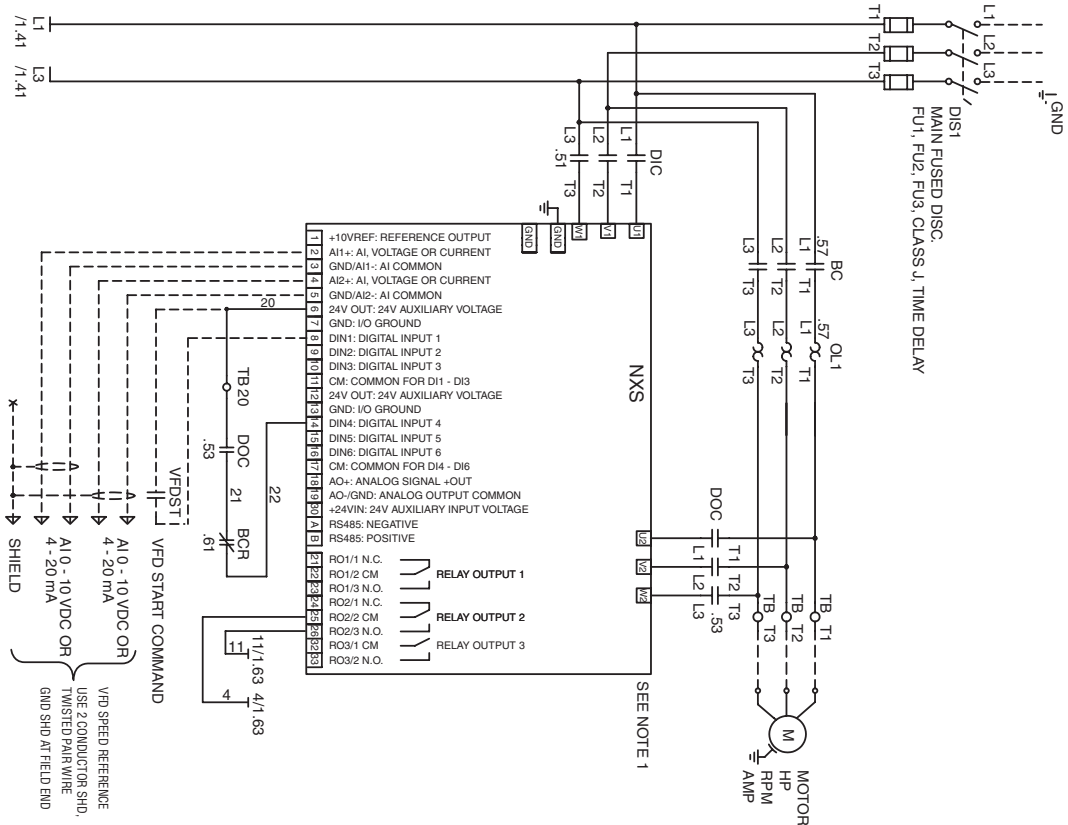 GND
L1
L2
L3
T1
T2
T3
DIS1
MAIN FUSED DISC.
FU1, FU2, FU3, CLASS J, TIME DELAY
L1
/1.41
L3
/1.41
DIC
L1 T1
L2 T2
L3 T3
.51
.57 BC
L1 T1
L2 T2
L3 T3
.57 OL1
L1 T1
L2 T2
L3 T3
U1
V1
W1
GND
GND
NXS
1 +10VREF: REFERENCE OUTPUT
2 AI1+: AI, VOLTAGE OR CURRENT
3 GND/AI1-: AI COMMON
4 AI2+: AI, VOLTAGE OR CURRENT
5 GND/AI2-: AI COMMON
6 24V OUT: 24V AUXILIARY VOLTAGE
7 GND: I/O GROUND
8 DIN1: DIGITAL INPUT 1
9 DIN2: DIGITAL INPUT 2
10 DIN3: DIGITAL INPUT 3
11 CM: COMMON FOR DI1 - DI3
12 24V OUT: 24V AUXILIARY VOLTAGE
13 GND: I/O GROUND
14 DIN4: DIGITAL INPUT 4
15 DIN5: DIGITAL INPUT 5
16 DIN6: DIGITAL INPUT 6
17 CM: COMMON FOR DI4 - DI6
18 AO+: ANALOG SIGNAL +OUT
19 AO-/GND: ANALOG OUTPUT COMMON
30 +24VIN: 24V AUXILIARY INPUT VOLTAGE
A RS485: NEGATIVE
B RS485: POSITIVE
21 RO1/1 N.C.
22 RO1/2 CM RELAY OUTPUT 1
23 RO1/3 N.O.
24 RO2/1 N.C.
25 RO2/2 CM RELAY OUTPUT 2
26 RO2/3 N.O.
32 RO3/1 CM RELAY OUTPUT 3
33 RO3/2 N.O.
U2
V2
W2
DOC
L1 T1
L2 T2
L3 T3
.53
TB T1
TB T2
TB T3
M
MOTOR
HP
RPM
AMP
SEE NOTE 1
20
TB 20
DOC
.53
21
BCR
.61
22
VFDST
VFD START COMMAND
11
11/1.63
4
4/1.63
AI 0 - 10 VDC OR
4 - 20 mA
AI 0 - 10 VDC OR
4 - 20 mA
SHIELD
VFD SPEED REFERENCE
USE 2 CONDUCTOR SHD,
TWISTED PAIR WIRE
GND SHD AT FIELD END